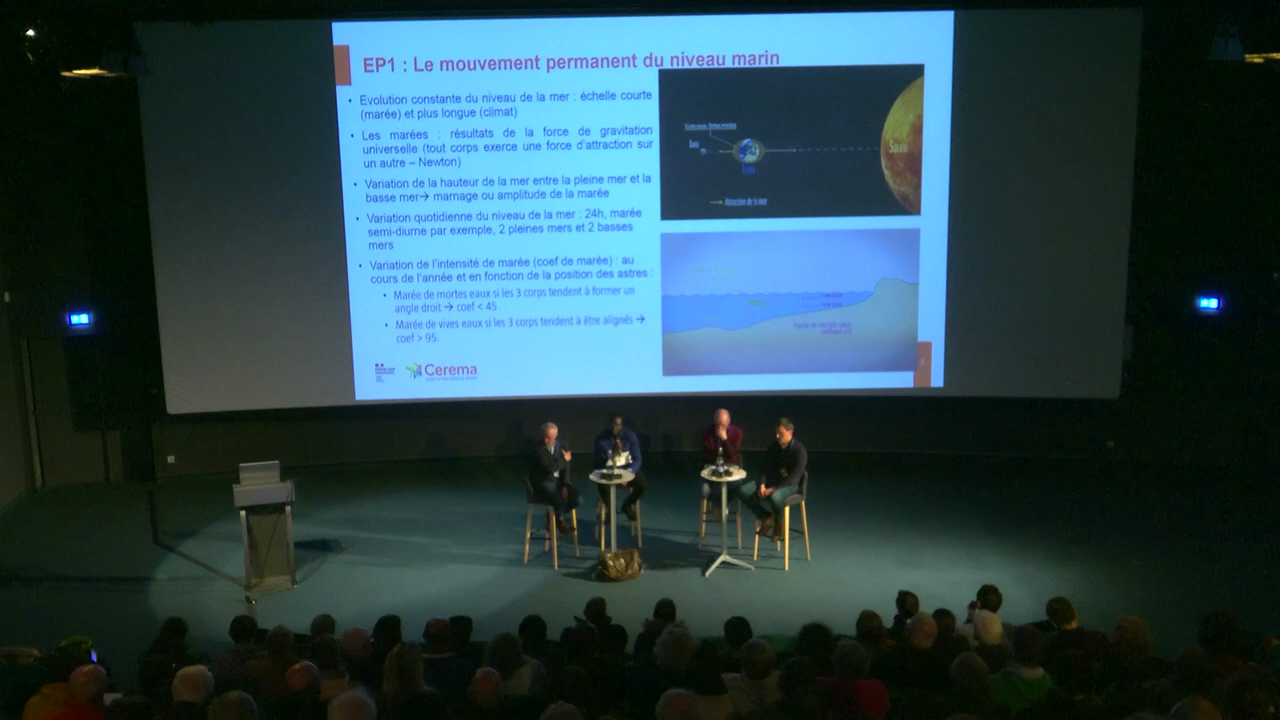 EP1 : Le mouvement permanent du niveau marin
• Evolution constante du niveau de la mer : échelle courte
(marée) et plus longue (climat)
• Les marées : résultats de la force de gravitation
universelle (tout corps exerce une force d'attraction sur
un autre – Newton)
• Variation de la hauteur de la mer entre la pleine mer et la
basse mer→ marnage ou amplitude de la marée
• Variation quotidienne du niveau de la mer : 24h, marée
semi-diurne par exemple, 2 pleines mers et 2 basses
mers
• Variation de l'intensité de marée (coef de marée) : au
cours de l'année et en fonction de la position des astres :
• Marée de mortes eaux si les 3 corps tendent à former un
angle droit → coef < 45
• Marée de vives eaux si les 3 corps tendent à être alignés →
coef > 95.
Cerema
Lune
Terre
Soleil
Attraction de la mer